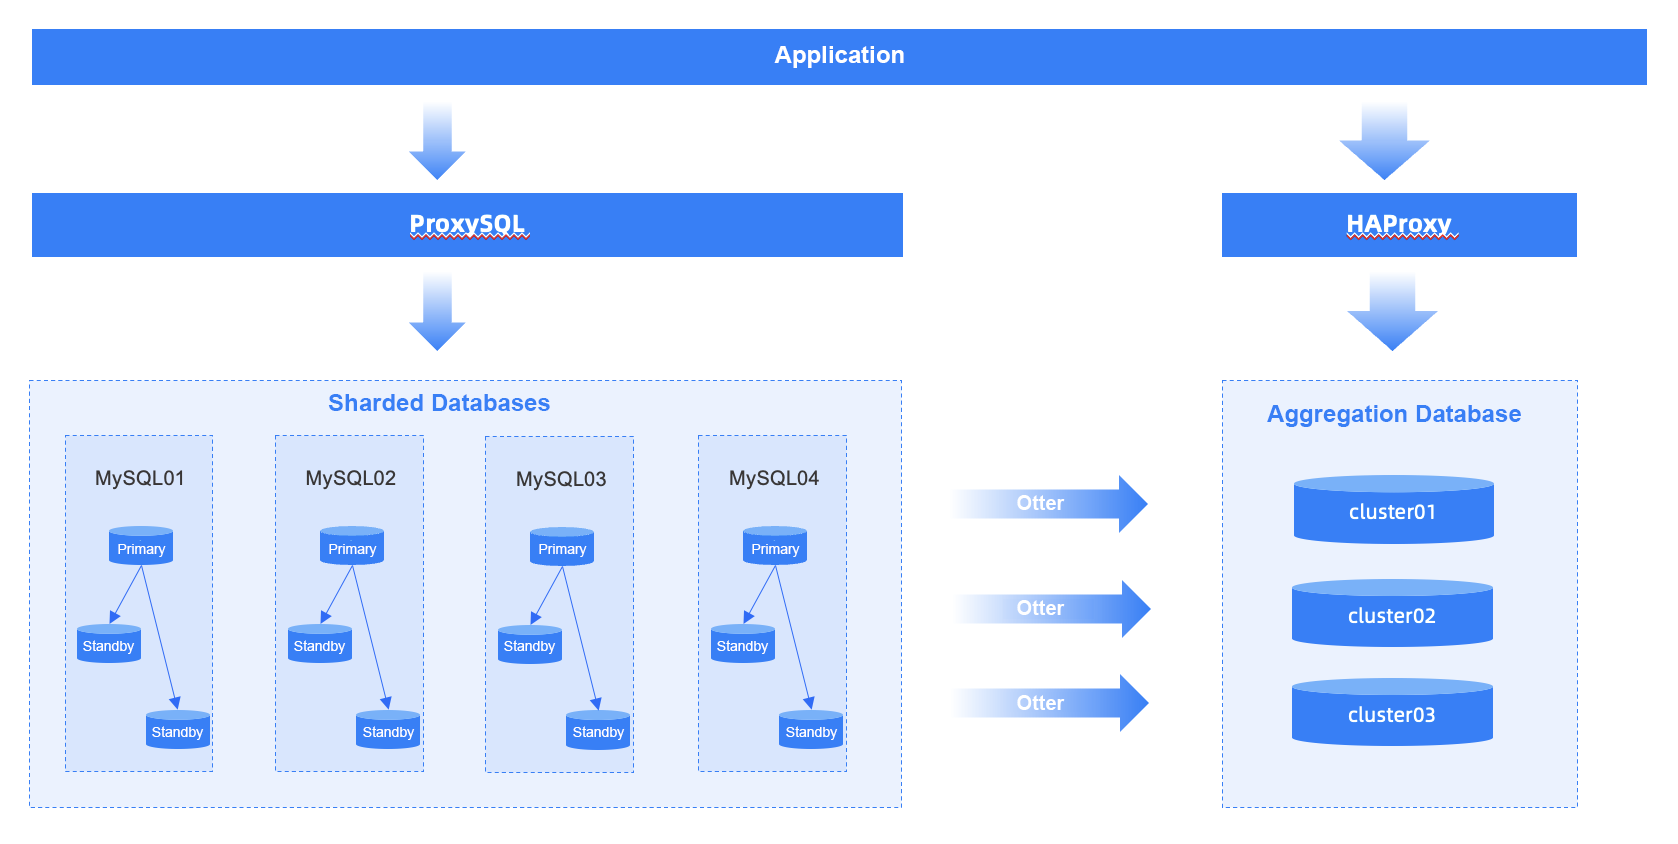 Application
ProxySQL
HAProxy
Sharded Databases
Aggregation Database
MySQL01
MySQL02
MySQL03
MySQL04
Primary
Primary
Primary
Primary
Standby
Standby
Standby
Standby
Standby
Standby
Standby
Standby
Otter
Otter
Otter
cluster01
cluster02
cluster03